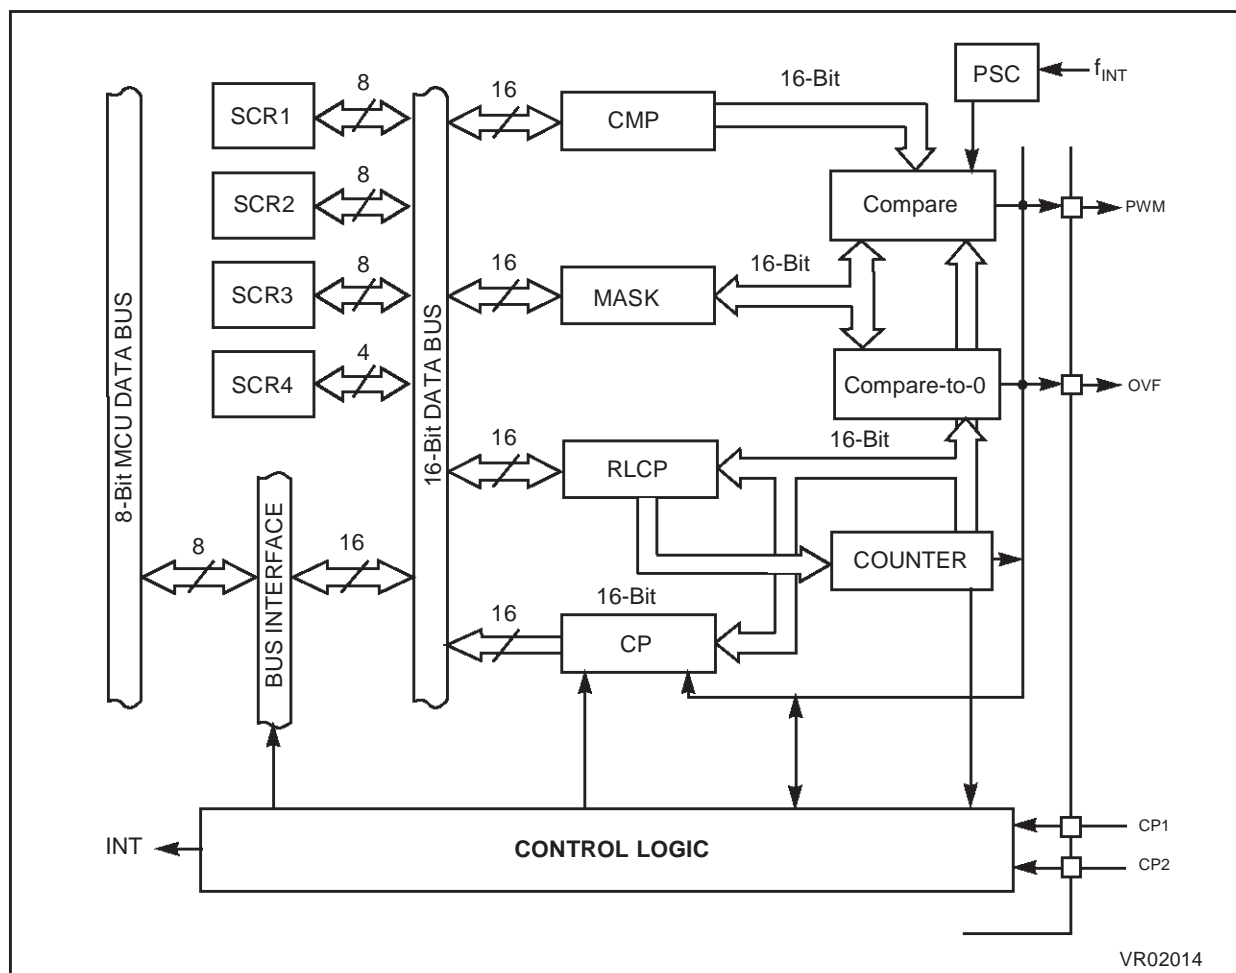 PSC
fINT
16-Bit
8
16
SCR1
CMP
8
SCR2
Compare
PWM
8
16
16-Bit
SCR3
MASK
4
SCR4
Compare-to-0
OVF
8-Bit MCU DATA BUS
16-Bit DATA BUS
16
16-Bit
RLCP
BUS INTERFACE
8
16
COUNTER
16
16-Bit
CP
INT
CONTROL LOGIC
CP1
CP2
VR02014